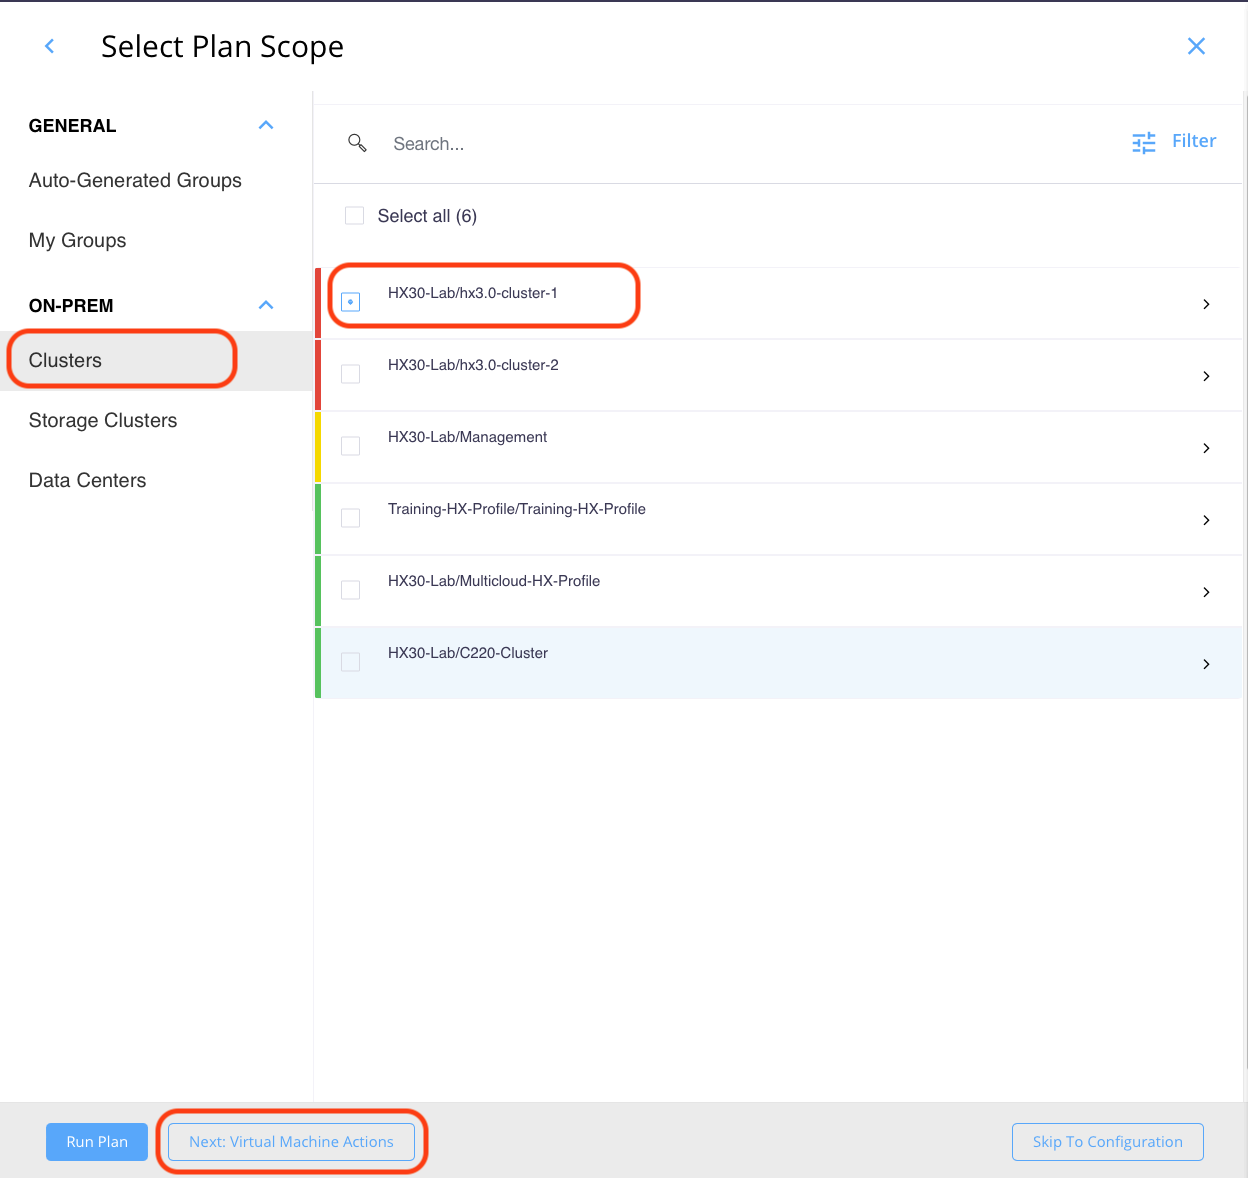 Select Plan Scope
GENERAL
Auto-Generated Groups
My Groups
ON-PREM
Clusters
Storage Clusters
Data Centers
Search...
Filter
Select all (6)
HX30-Lab/hx3.0-cluster-1
HX30-Lab/hx3.0-cluster-2
HX30-Lab/Management
Training-HX-Profile/Training-HX-Profile
HX30-Lab/Multicloud-HX-Profile
HX30-Lab/C220-Cluster
Run Plan
Next: Virtual Machine Actions
Skip To Configuration